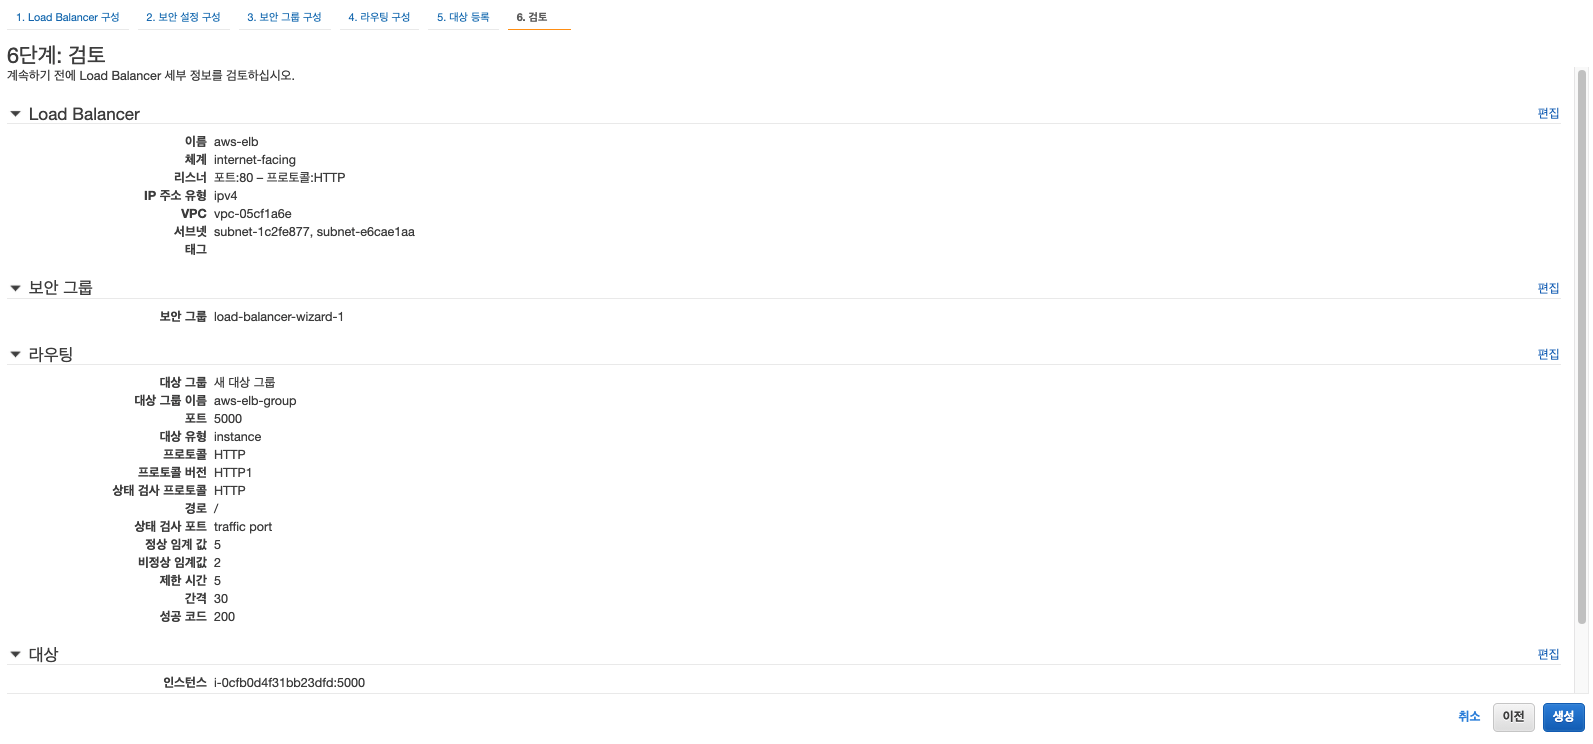 1. Load Balancer 구성 2. 보안 설정 구성 3. 보안 그룹 구성 4. 라우팅 구성 5. 대상 등록 6. 검토
6단계: 검토
계속하기 전에 Load Balancer 세부 정보를 검토하십시오.
Load Balancer 편집
이름 aws-elb
체계 internet-facing
리스너 포트:80 – 프로토콜:HTTP
IP 주소 유형 ipv4
VPC vpc-05cf1a6e
서브넷 subnet-1c2fe877, subnet-e6cae1aa
태그
보안 그룹 편집
보안 그룹 load-balancer-wizard-1
라우팅 편집
대상 그룹 새 대상 그룹
대상 그룹 이름 aws-elb-group
포트 5000
대상 유형 instance
프로토콜 HTTP
프로토콜 버전 HTTP1
상태 검사 프로토콜 HTTP
경로 /
상태 검사 포트 traffic port
정상 임계 값 5
비정상 임계값 2
제한 시간 5
간격 30
성공 코드 200
대상 편집
인스턴스 i-0cfb0d4f31bb23dfd:5000
취소 이전 생성